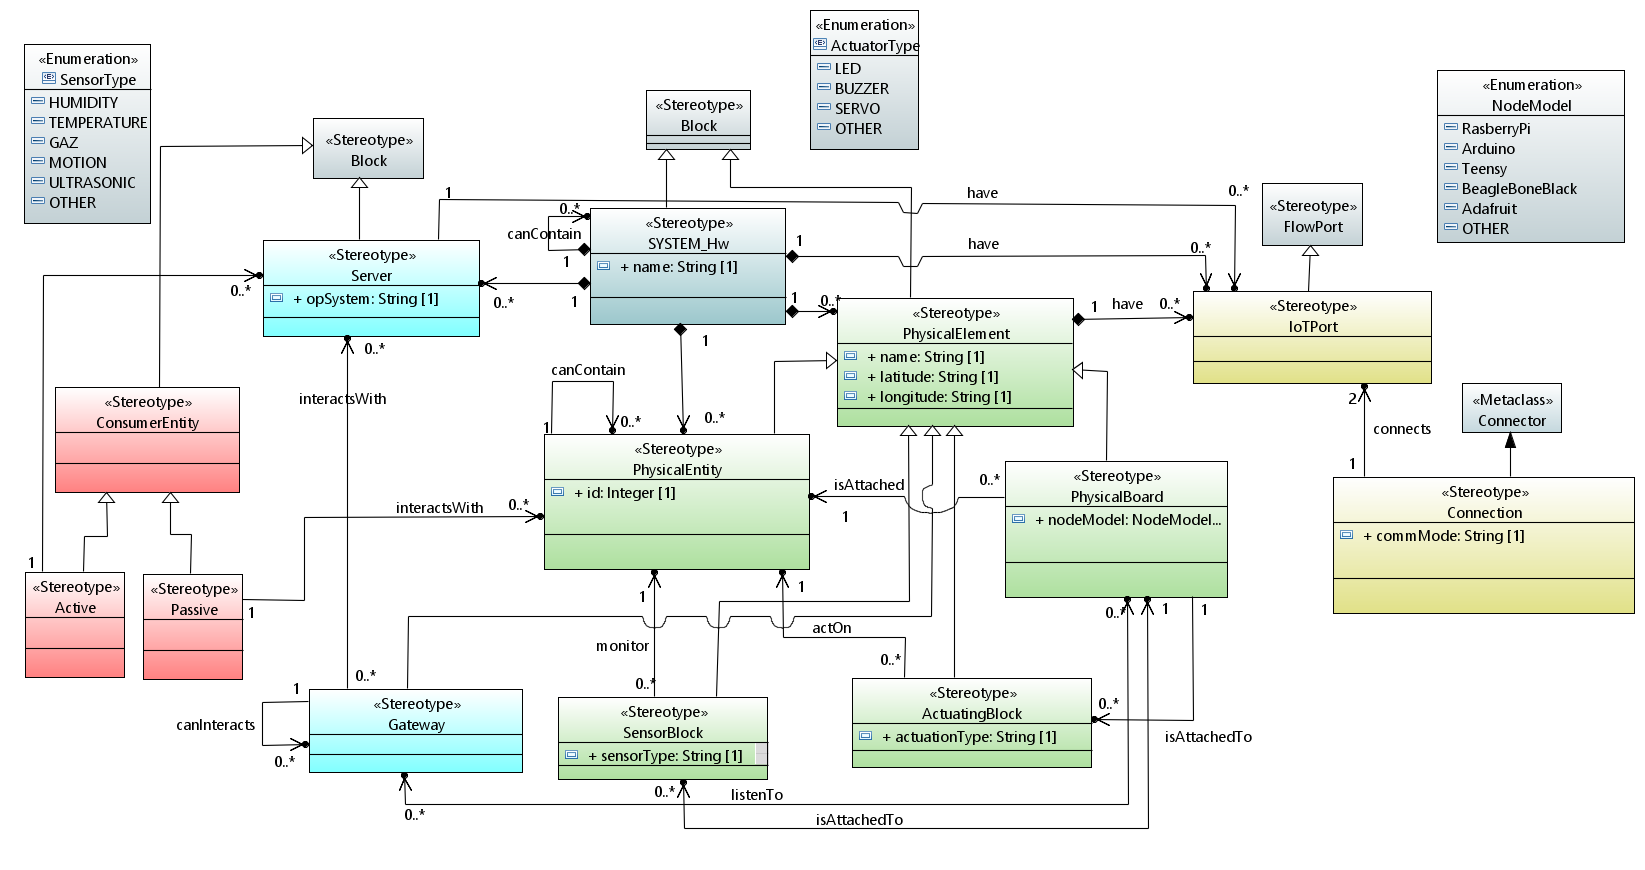 «Enumeration»
SensorType
HUMIDITY
TEMPERATURE
GAZ
MOTION
ULTRASONIC
OTHER
«Stereotype»
Block
«Stereotype»
Block
«Enumeration»
ActuatorType
LED
BUZZER
SERVO
OTHER
«Enumeration»
NodeModel
RasberryPi
Arduino
Teensy
BeagleBoneBlack
Adafruit
OTHER
«Stereotype»
FlowPort
1
have
0..*
«Stereotype»
SYSTEM_Hw
+ name: String [1]
0..*
canContain
1
1
have
0..*
«Stereotype»
Server
+ opSystem: String [1]
0..*
0..*
1
1
0..*
«Stereotype»
PhysicalElement
+ name: String [1]
+ latitude: String [1]
+ longitude: String [1]
1
have
0..*
«Stereotype»
IoTPort
0..*
1
interactsWith
canContain
1
0..*
0..*
«Stereotype»
ConsumerEntity
«Stereotype»
PhysicalEntity
+ id: Integer [1]
isAttached
0..*
1
«Stereotype»
PhysicalBoard
+ nodeModel: NodeModel...
2
connects
1
«Metaclass»
Connector
«Stereotype»
Connection
+ commMode: String [1]
interactsWith
0..*
1
«Stereotype»
Active
«Stereotype»
Passive
1
1
monitor
0..*
1
actOn
0..*
0..*
1
1
0..*
isAttachedTo
0..*
1
canInteracts
0..*
«Stereotype»
Gateway
«Stereotype»
SensorBlock
+ sensorType: String [1]
«Stereotype»
ActuatingBlock
+ actuationType: String [1]
0..*
listenTo
0..*
isAttachedTo